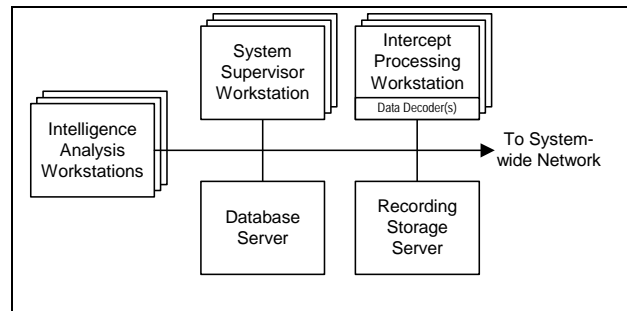 System
Supervisor
Workstation
Intercept
Processing
Workstation
Data Decoder(s)
Intelligence
Analysis
Workstations
To System-
wide Network
Database
Server
Recording
Storage
Server